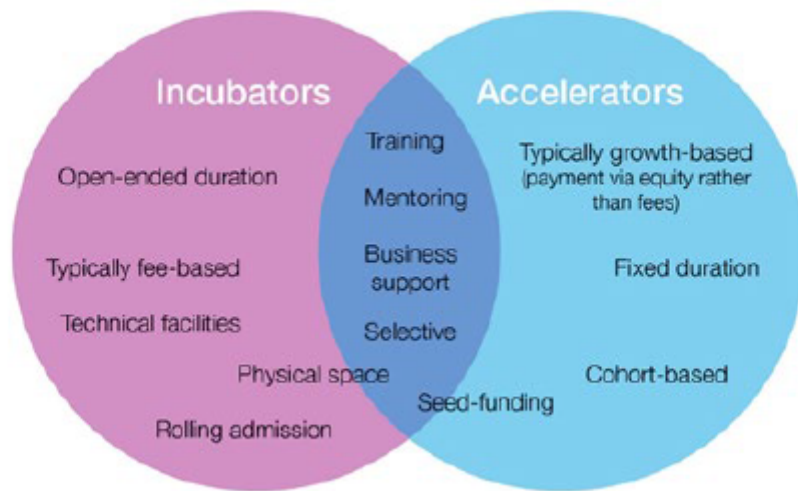 Incubators
Open-ended duration
Typically fee-based
Technical facilities
Physical space
Rolling admission
Training
Mentoring
Business
support
Selective
Seed-funding
Accelerators
Typically growth-based
(payment via equity rather
than fees)
Fixed duration
Cohort-based